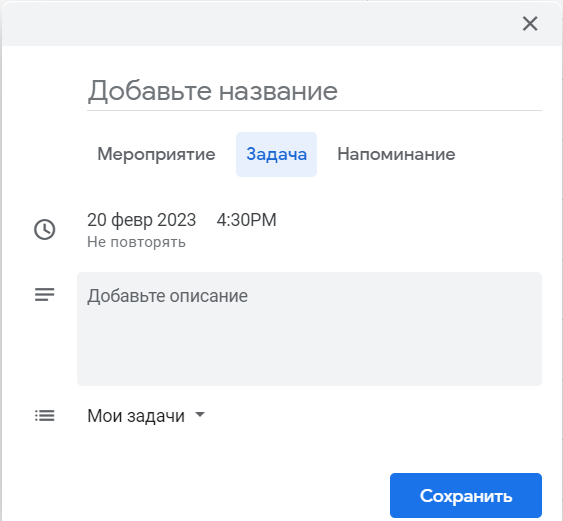 Добавьте название
Мероприятие Задача Напоминание
20 февр 2023 4:30PM
Не повторять
Добавьте описание
Мои задачи
Сохранить